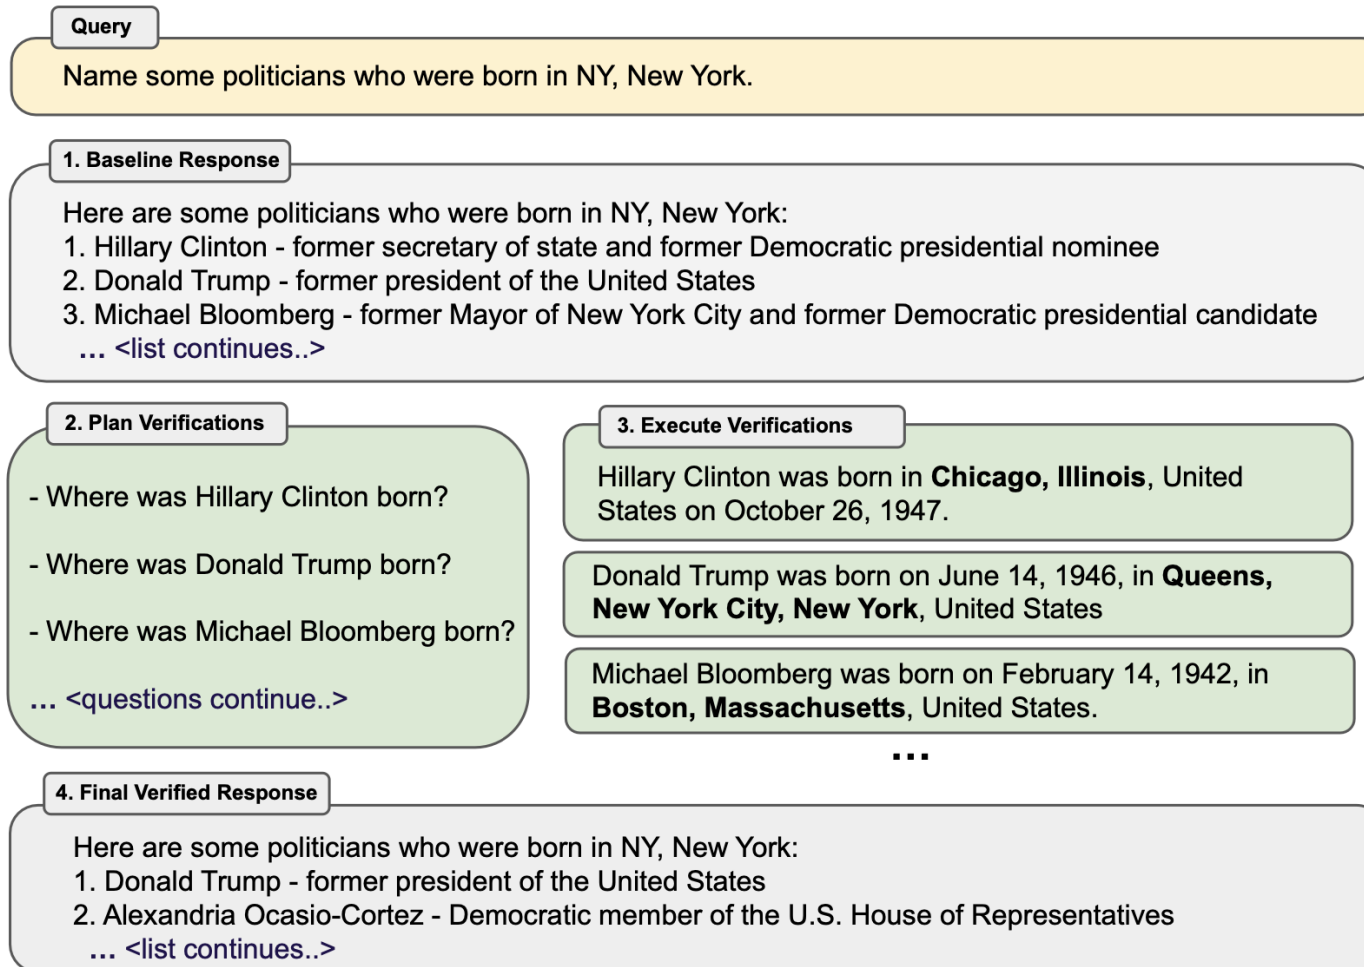 Query
Name some politicians who were born in NY, New York.
1. Baseline Response
Here are some politicians who were born in NY, New York:
1. Hillary Clinton - former secretary of state and former Democratic presidential nominee
2. Donald Trump - former president of the United States
3. Michael Bloomberg - former Mayor of New York City and former Democratic presidential candidate
... <list continues..>
2. Plan Verifications
- Where was Hillary Clinton born?
- Where was Donald Trump born?
- Where was Michael Bloomberg born?
... <questions continue..>
3. Execute Verifications
Hillary Clinton was born in Chicago, Illinois, United
States on October 26, 1947.
Donald Trump was born on June 14, 1946, in Queens,
New York City, New York, United States
Michael Bloomberg was born on February 14, 1942, in
Boston, Massachusetts, United States.
...
4. Final Verified Response
Here are some politicians who were born in NY, New York:
1. Donald Trump - former president of the United States
2. Alexandria Ocasio-Cortez - Democratic member of the U.S. House of Representatives
... <list continues..>